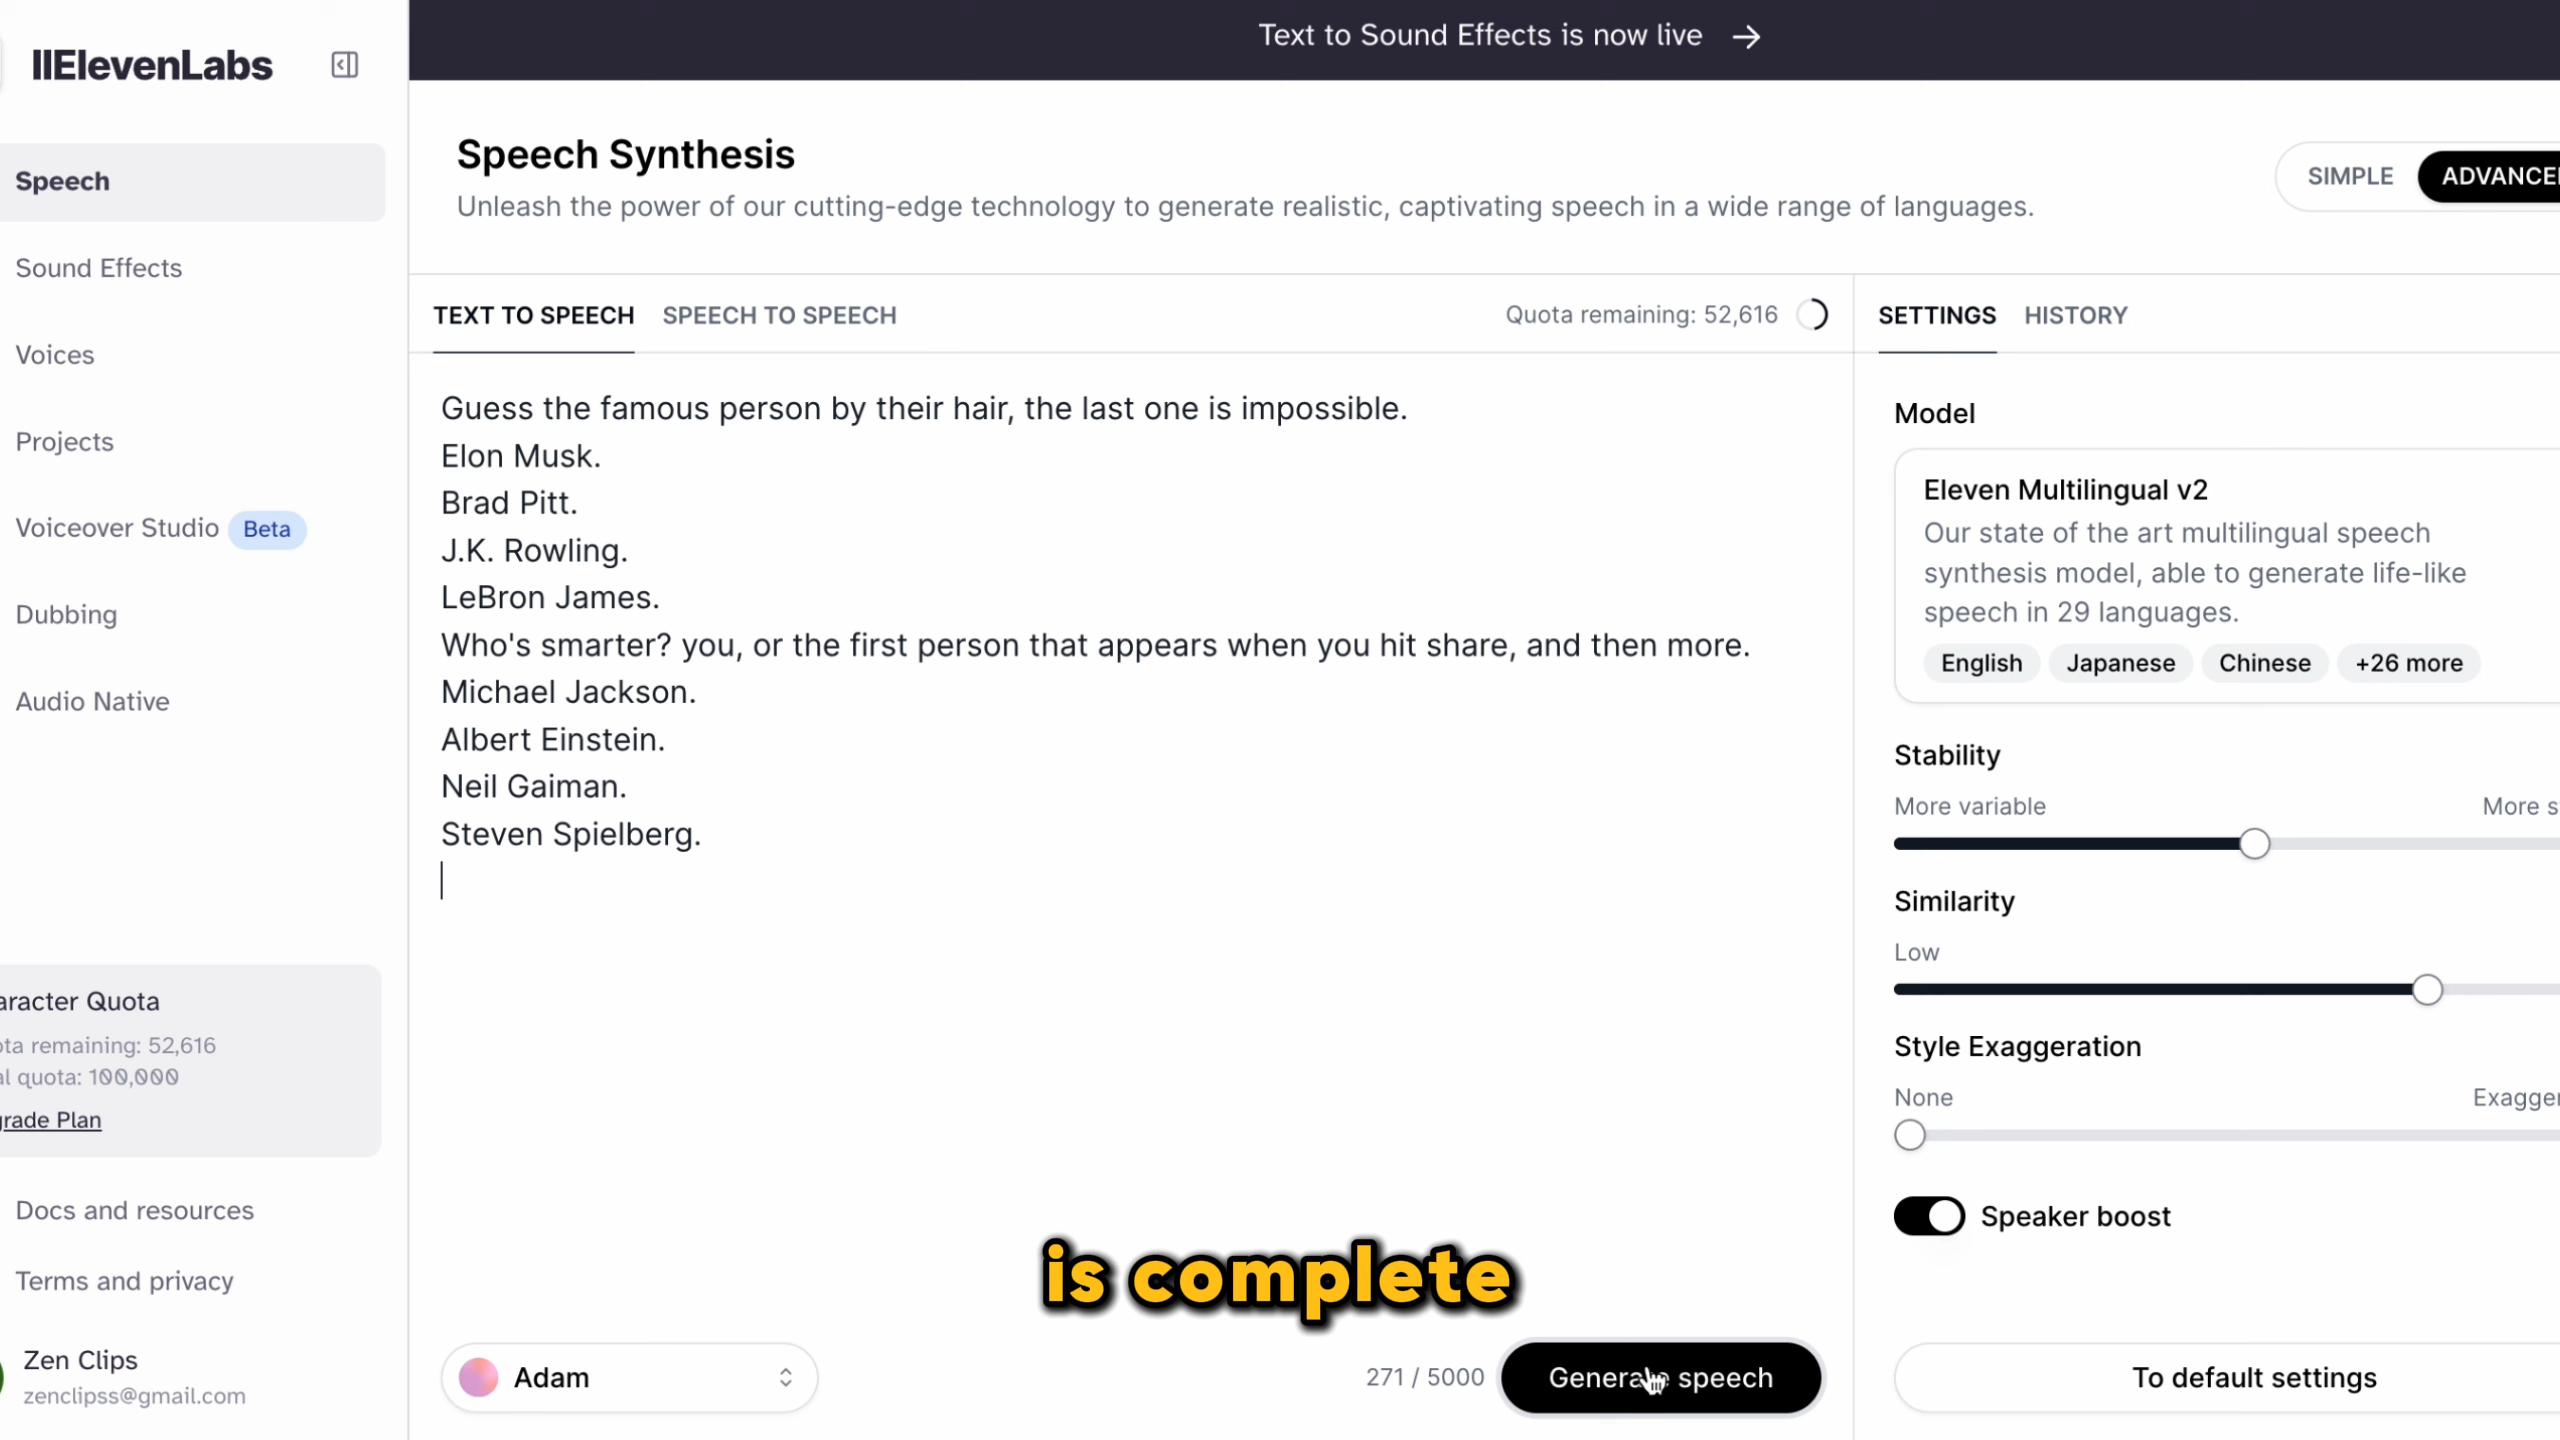 IIElevenLabs
Text to Sound Effects is now live →
Speech
Sound Effects
Voices
Projects
Voiceover Studio Beta
Dubbing
Audio Native
aracter Quota
ota remaining: 52,616
al quota: 100,000
grade Plan
Docs and resources
Terms and privacy
Zen Clips
zenclipss@gmail.com
Speech Synthesis
Unleash the power of our cutting-edge technology to generate realistic, captivating speech in a wide range of languages.
SIMPLE ADVANCE
TEXT TO SPEECH SPEECH TO SPEECH Quota remaining: 52,616
Guess the famous person by their hair, the last one is impossible.
Elon Musk.
Brad Pitt.
J.K. Rowling.
LeBron James.
Who's smarter? you, or the first person that appears when you hit share, and then more.
Michael Jackson.
Albert Einstein.
Neil Gaiman.
Steven Spielberg.
is complete
Adam 271 / 5000 Generate speech
SETTINGS HISTORY
Model
Eleven Multilingual v2
Our state of the art multilingual speech
synthesis model, able to generate life-like
speech in 29 languages.
English Japanese Chinese +26 more
Stability
More variable More s
Similarity
Low
Style Exaggeration
None Exagger
Speaker boost
To default settings